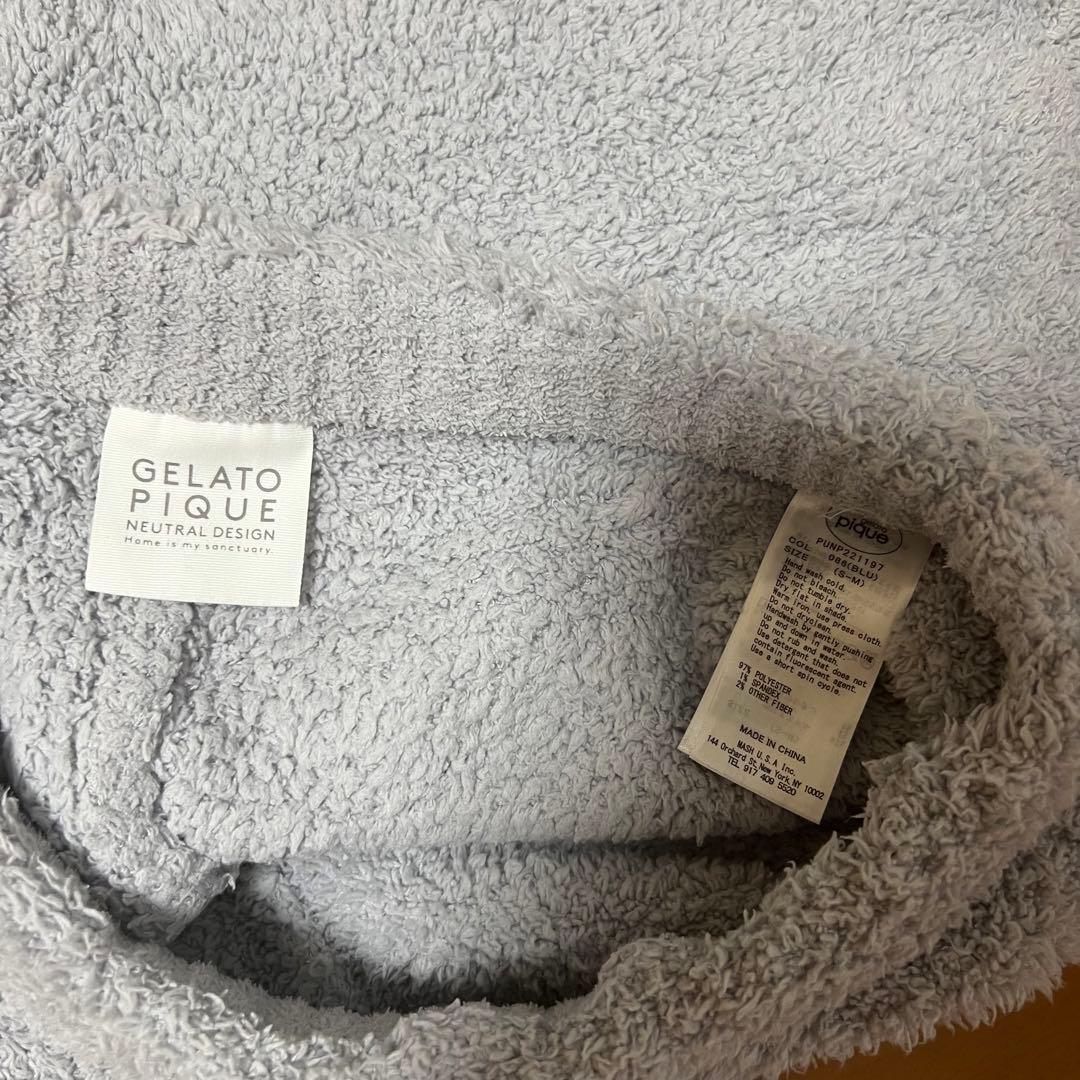 GELATO
PIQUE
NEUTRAL DESIGN
Home is my sanctuary.
gelato
pique
PUNP221197
COL 086(BLU)
SIZE (S-M)
Hand wash cold.
Do not bleach.
Do not tumble dry.
Dry flat in shade.
Warm iron, use press cloth.
Do not dryclean.
Handwash by gently pushing
up and down in water.
Do not rub and wash.
Use detergent that does not
contain fluorescent agent.
Use a short spin cycle.
97% POLYESTER
1% SPANDEX
2% OTHER FIBER
MADE IN CHINA
MASH U.S.A Inc.
144 Orchard St, New York, NY 10002
TEL 917 409 5520